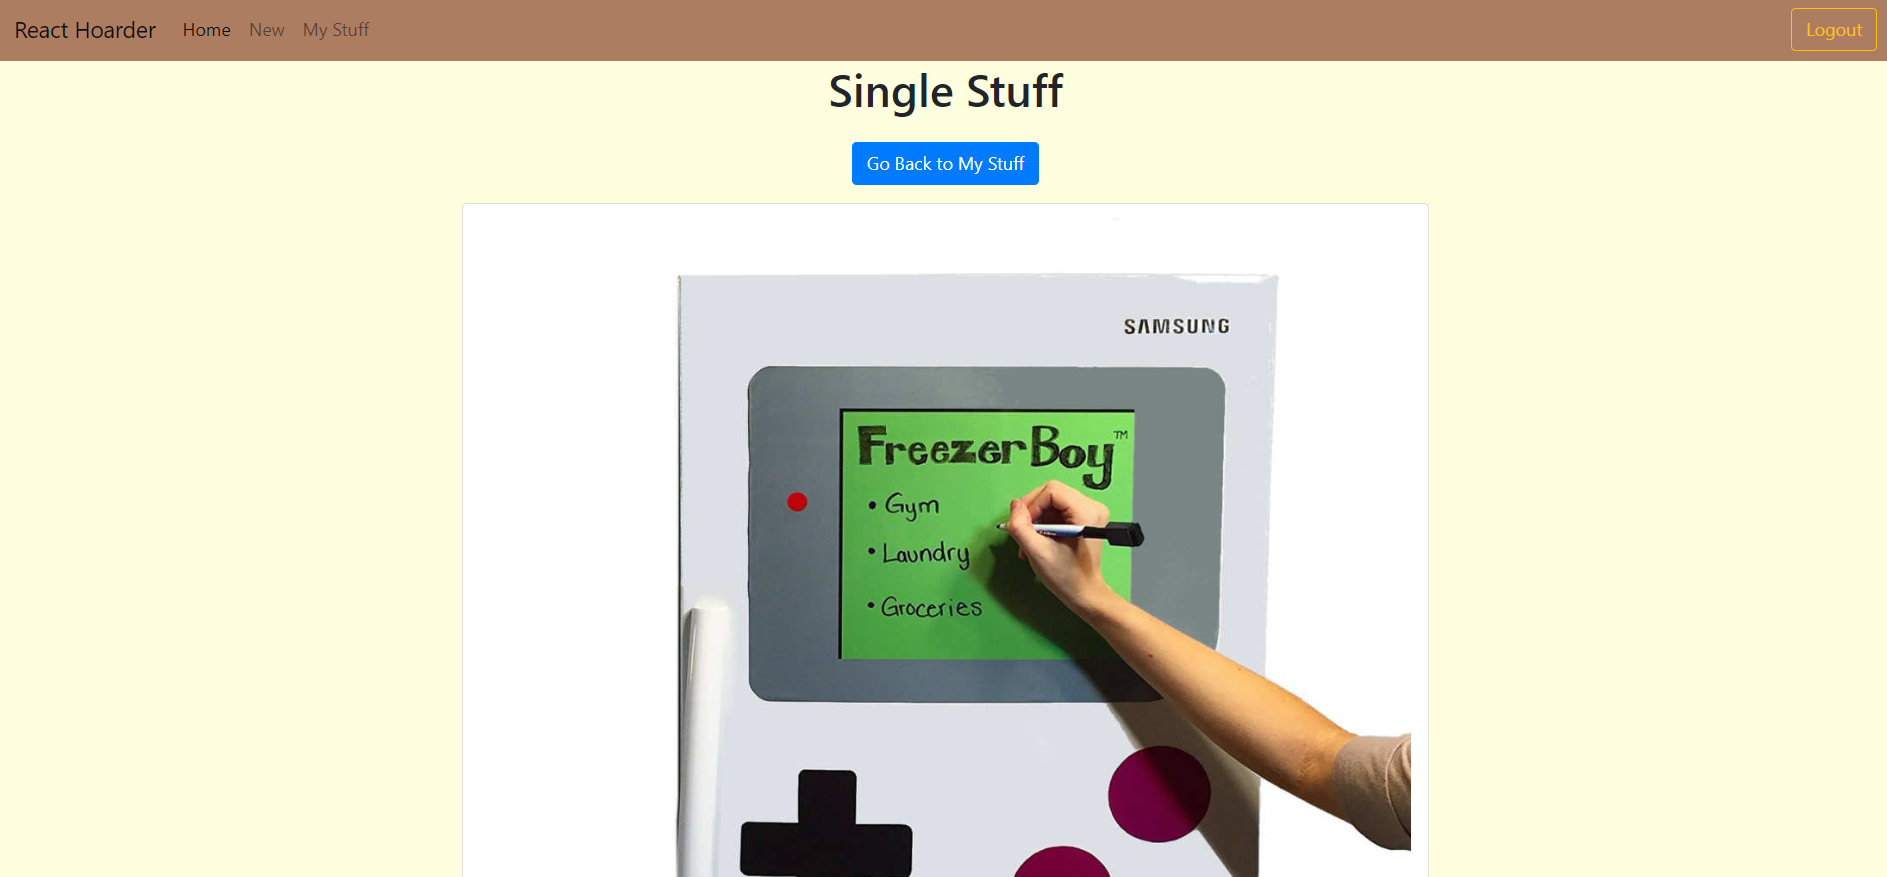 React Hoarder Home New My Stuff Logout
Single Stuff
Go Back to My Stuff
SAMSUNG
FreezerBoy™
• Gym
• Laundry
• Groceries